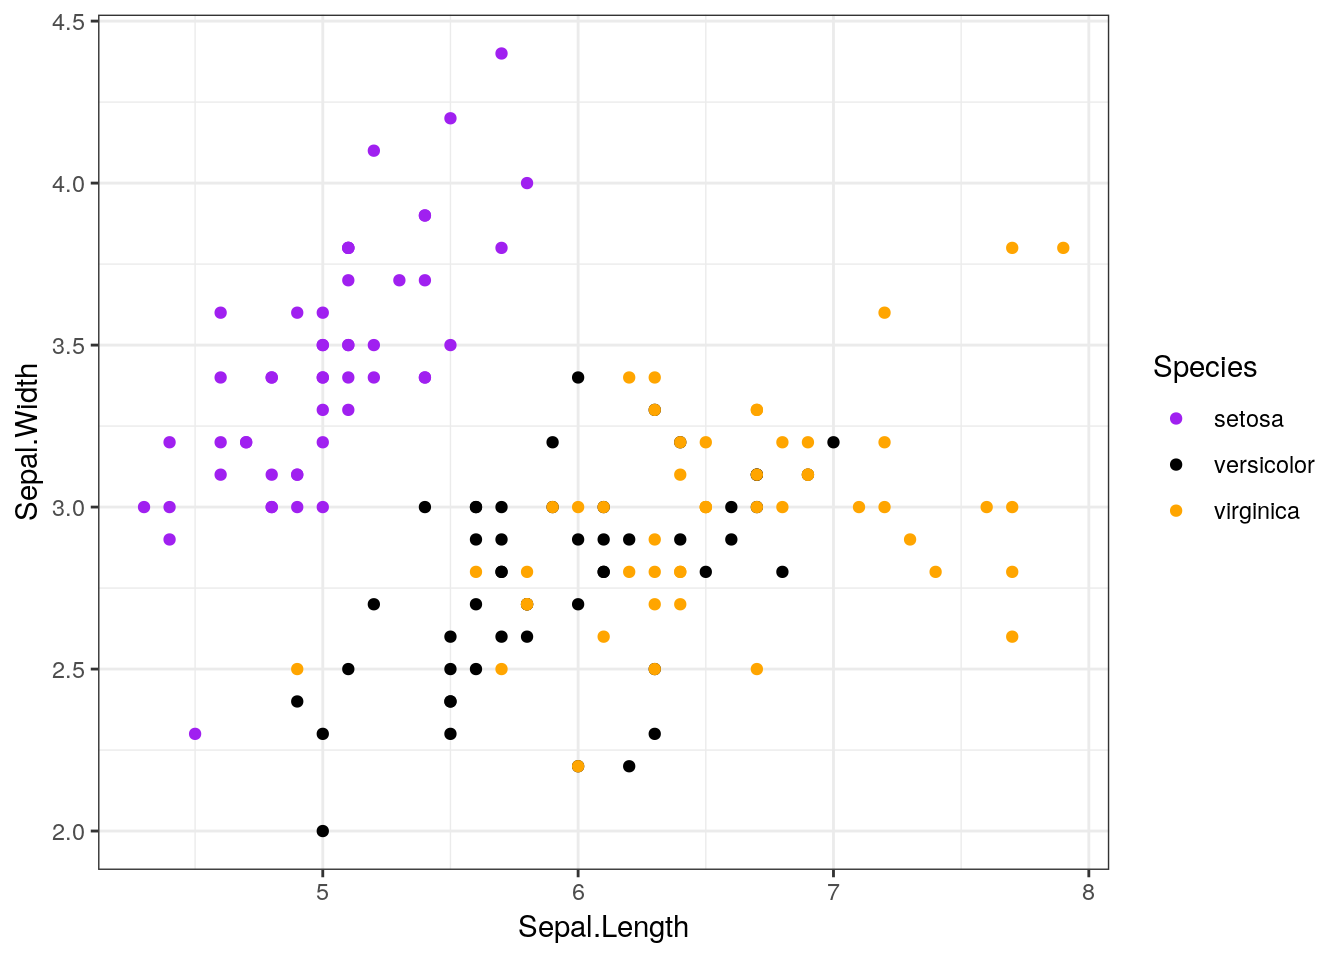 4.5
4.0
3.5
3.0
2.5
2.0
Sepal.Width
5 6 7 8
Sepal.Length
Species
setosa
versicolor
virginica